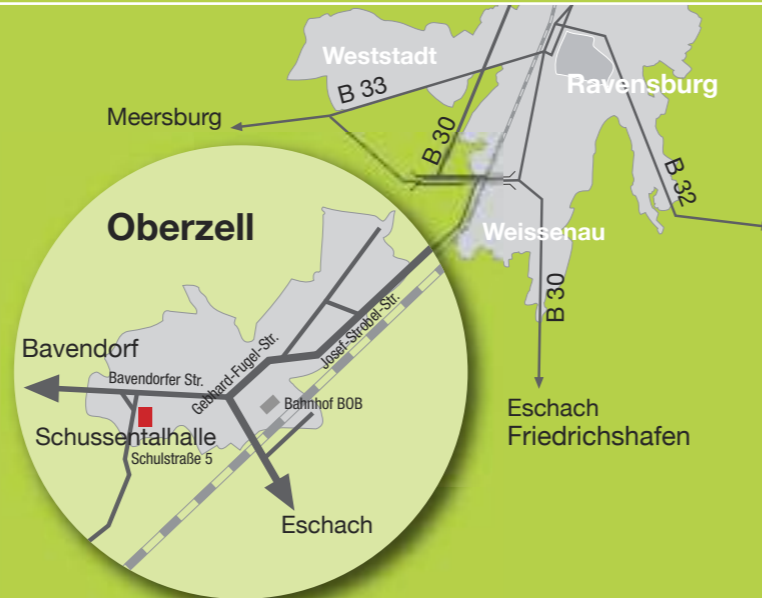 Weststadt
Ravensburg
B 33
Meersburg
B 30
B 32
Weissenau
B 30
Eschach
Friedrichshafen
Oberzell
Josef-Strobel-Str.
Gebhard-Fugel-Str.
Bavendorf
Bavendorfer Str.
Bahnhof BOB
Schussentalhalle
Schulstraße 5
Eschach